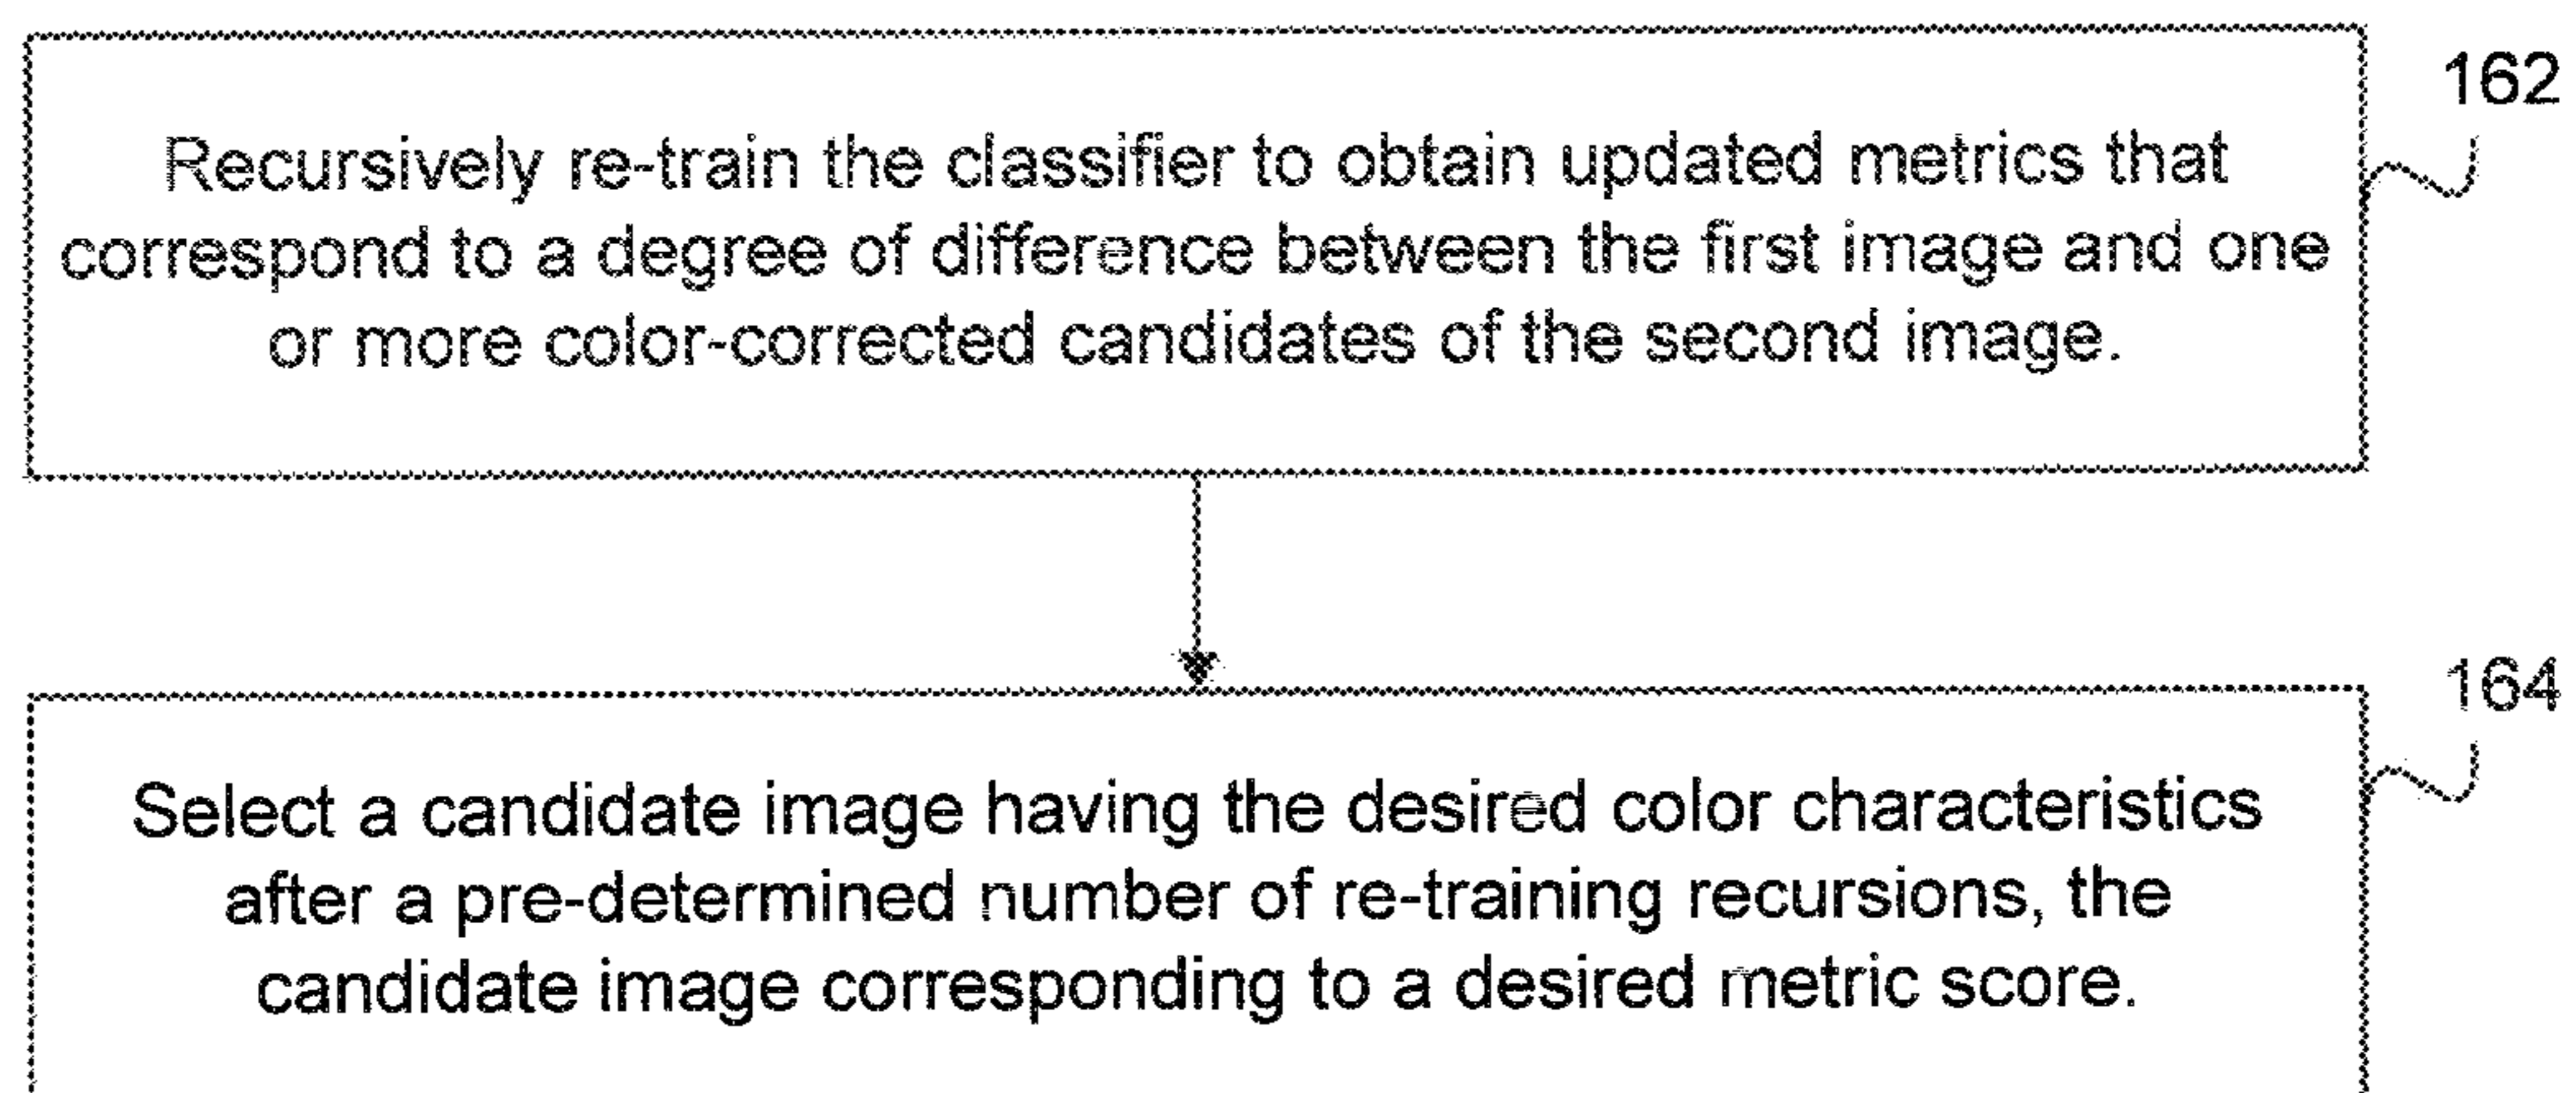 162
Recursively re-train the classifier to obtain updated metrics that
correspond to a degree of difference between the first image and one
or more color-corrected candidates of the second image.
164
Select a candidate image having the desired color characteristics
after a pre-determined number of re-training recursions, the
candidate image corresponding to a desired metric score.